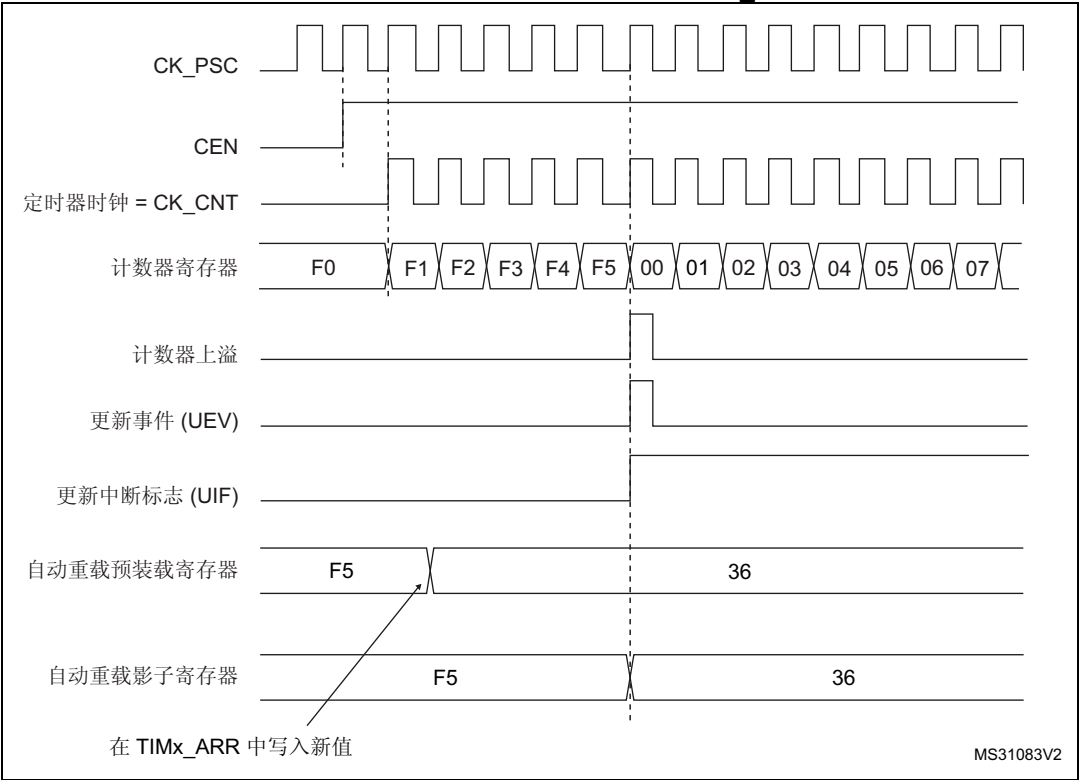 CK_PSC
CEN
定时器时钟 = CK_CNT
计数器寄存器 F0 F1 F2 F3 F4 F5 00 01 02 03 04 05 06 07
计数器上溢
更新事件 (UEV)
更新中断标志 (UIF)
自动重载预装载寄存器 F5 36
自动重载影子寄存器 F5 36
在 TIMx_ARR 中写入新值
MS31083V2